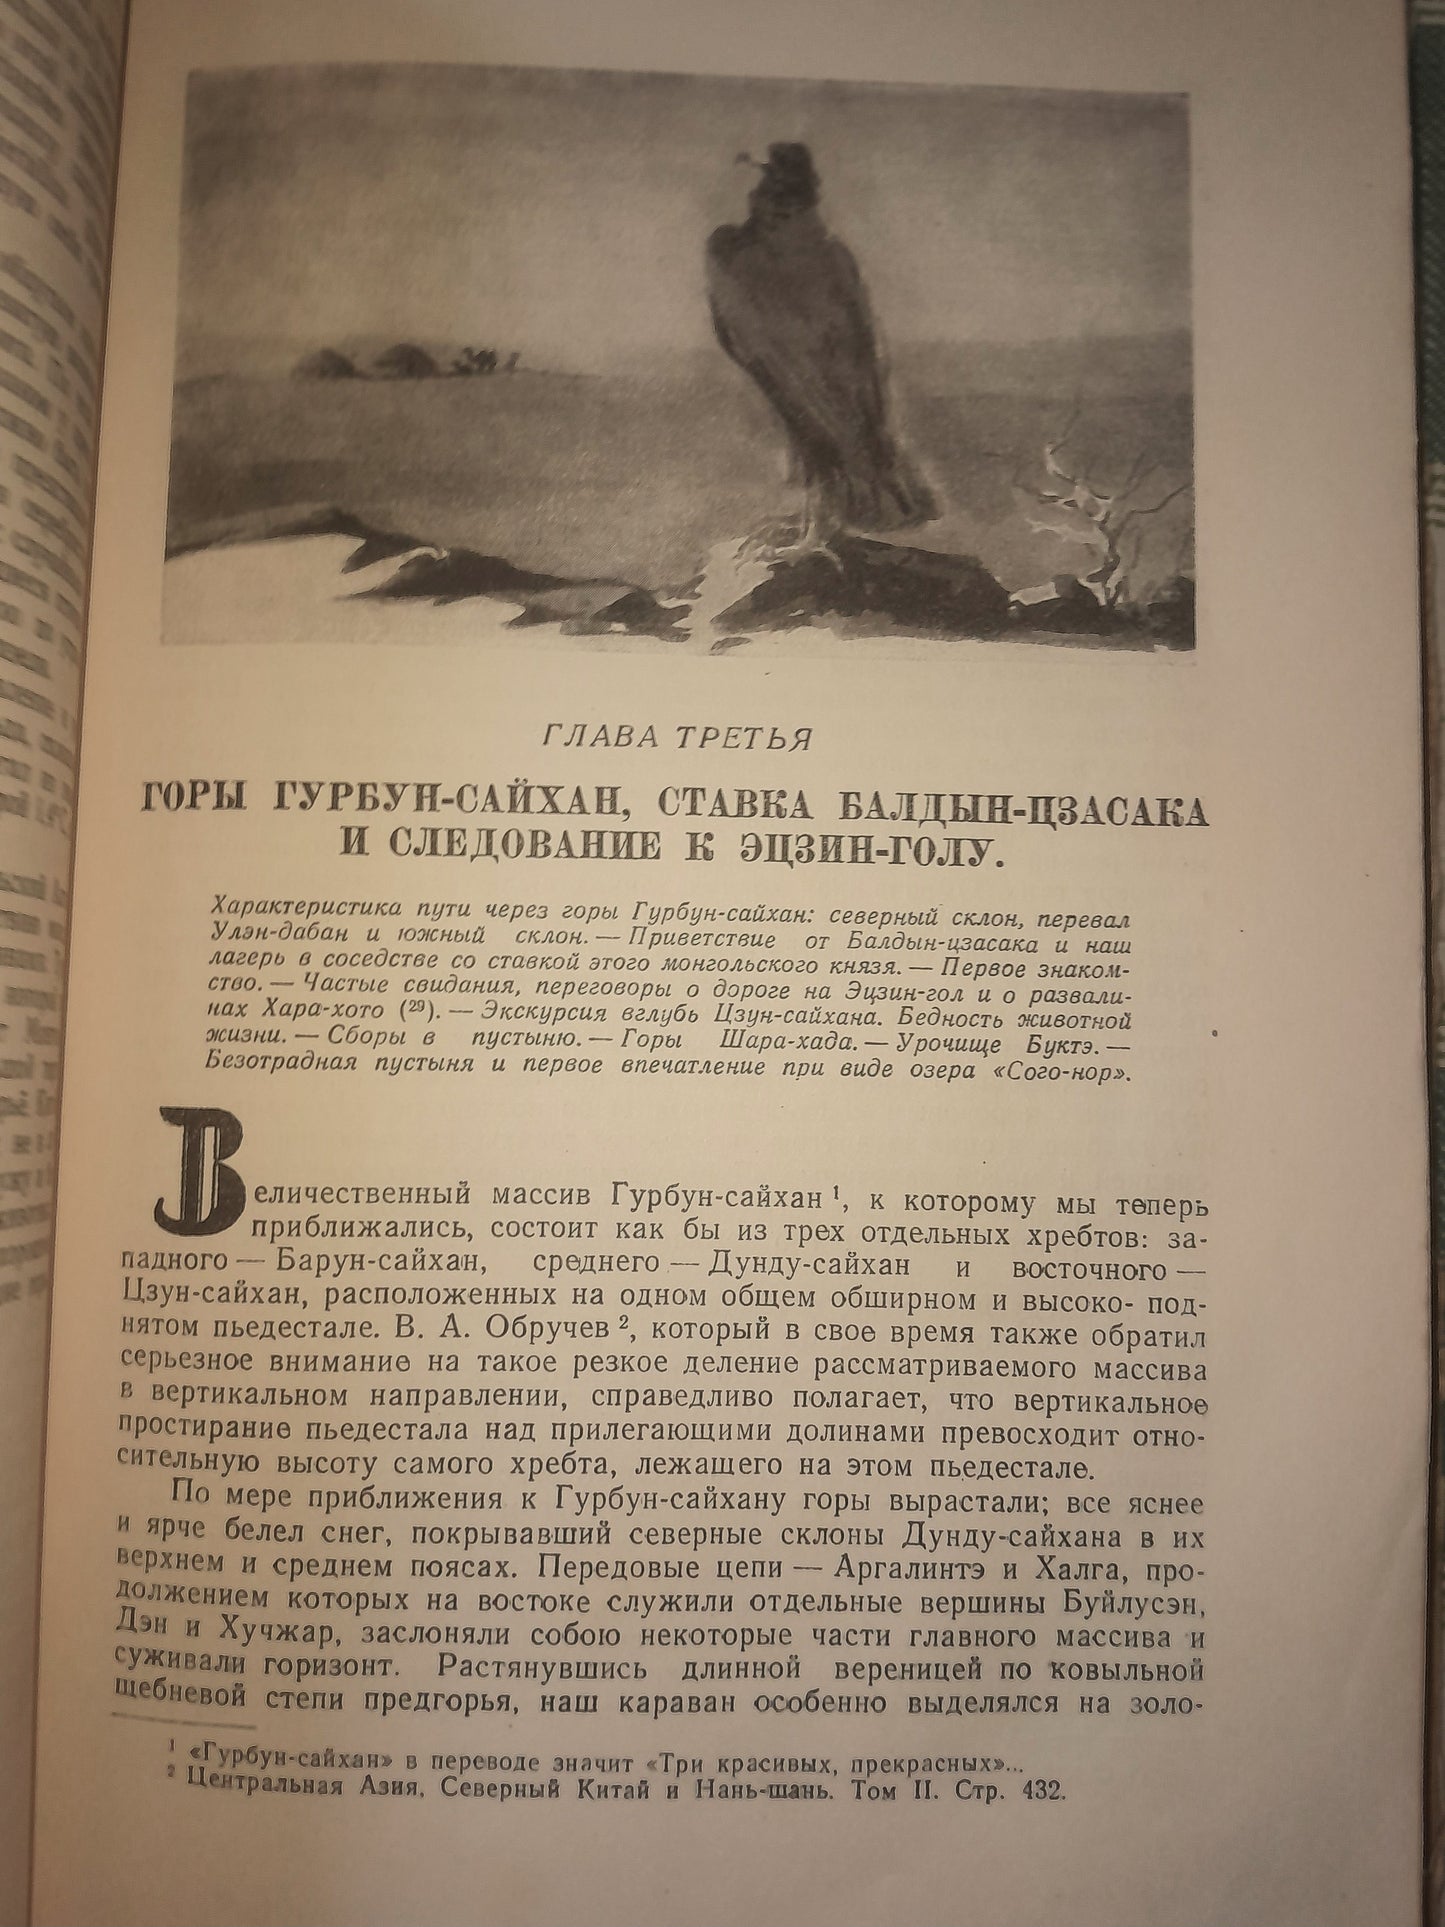 ГЛАВА ТРЕТЬЯ
ГОРЫ ГУРБУН-САЙХАН, СТАВКА БАЛДЫН-ЦЗАСАКА
И СЛЕДОВАНИЕ К ЭЦЗИН-ГОЛУ.
Характеристика пути через горы Гурбун-сайхан: северный склон, перевал
Улэн-дабан и южный склон. — Приветствие от Балдын-цзасака и наш
лагерь в соседстве со ставкой этого монгольского князя. — Первое знаком-
ство. — Частые свидания, переговоры о дороге на Эцзин-гол и о развали-
нах Хара-хото (²⁹). — Экскурсия вглубь Цзун-сайхана. Бедность животной
жизни. — Сборы в пустыню. — Горы Шара-хада. — Урочище Буктэ. —
Безотрадная пустыня и первое впечатление при виде озера «Сого-нор».
Величественный массив Гурбун-сайхан ¹, к которому мы теперь
приближались, состоит как бы из трех отдельных хребтов: за-
падного — Барун-сайхан, среднего — Дунду-сайхан и восточного —
Цзун-сайхан, расположенных на одном общем обширном и высоко- под-
нятом пьедестале. В. А. Обручев ², который в свое время также обратил
серьезное внимание на такое резкое деление рассматриваемого массива
в вертикальном направлении, справедливо полагает, что вертикальное
простирание пьедестала над прилегающими долинами превосходит отно-
сительную высоту самого хребта, лежащего на этом пьедестале.
По мере приближения к Гурбун-сайхану горы вырастали; все яснее
и ярче белел снег, покрывавший северные склоны Дунду-сайхана в их
верхнем и среднем поясах. Передовые цепи — Аргалинтэ и Халга, про-
должением которых на востоке служили отдельные вершины Буйлусэн,
Дэн и Хучжар, заслоняли собою некоторые части главного массива и
суживали горизонт. Растянувшись длинной вереницей по ковыльной
щебневой степи предгорья, наш караван особенно выделялся на золо-
¹ «Гурбун-сайхан» в переводе значит «Три красивых, прекрасных»...
² Центральная Азия, Северный Китай и Нань-шань. Том II. Стр. 432.